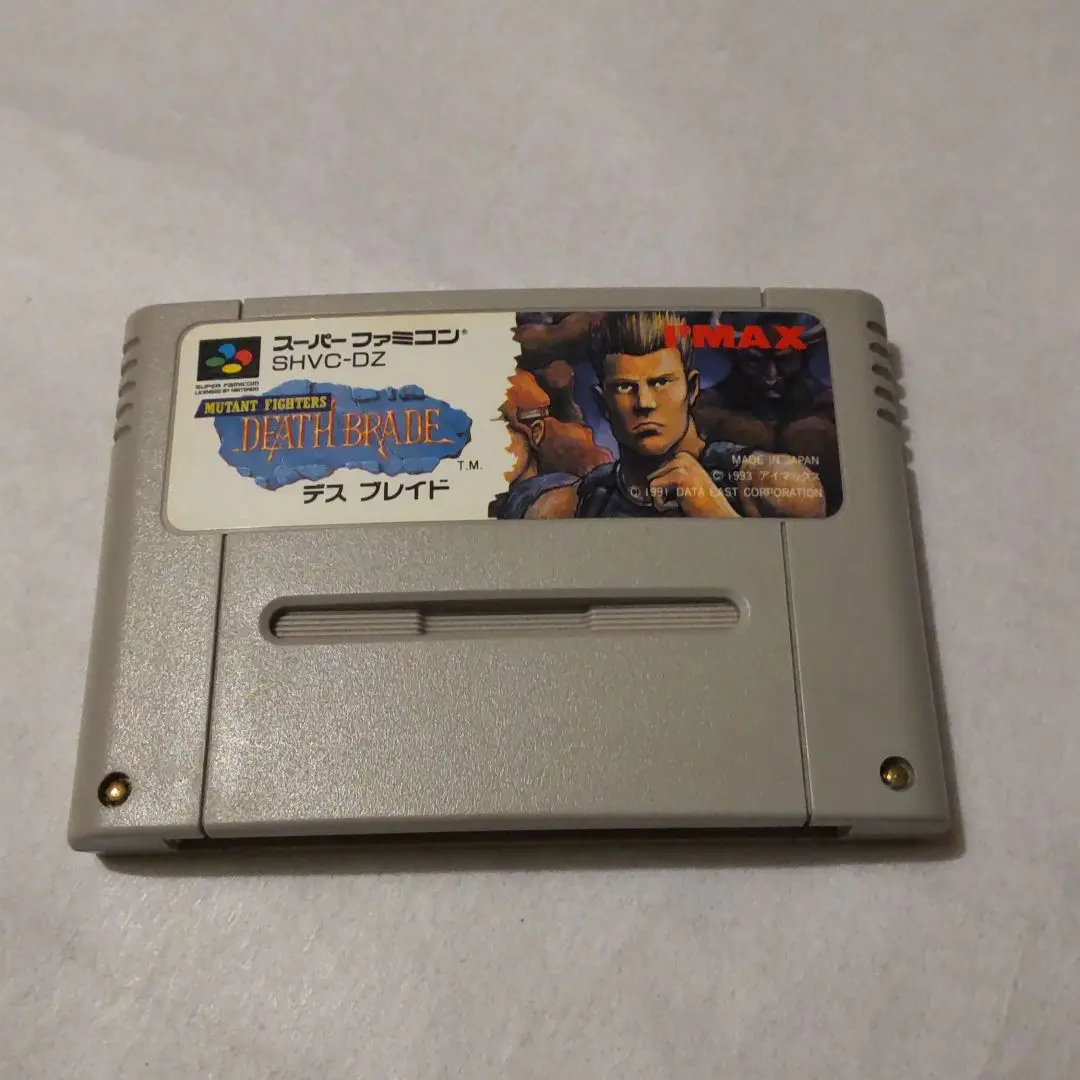 スーパーファミコン®
SHVC-DZ
SUPER FAMICOM
LICENSED BY NINTENDO
MUTANT FIGHTERS
DEATH BRADE
T.M.
デス ブレイド
I'MAX
MADE IN JAPAN
© 1993 アイマックス
© 1991 DATA EAST CORPORATION